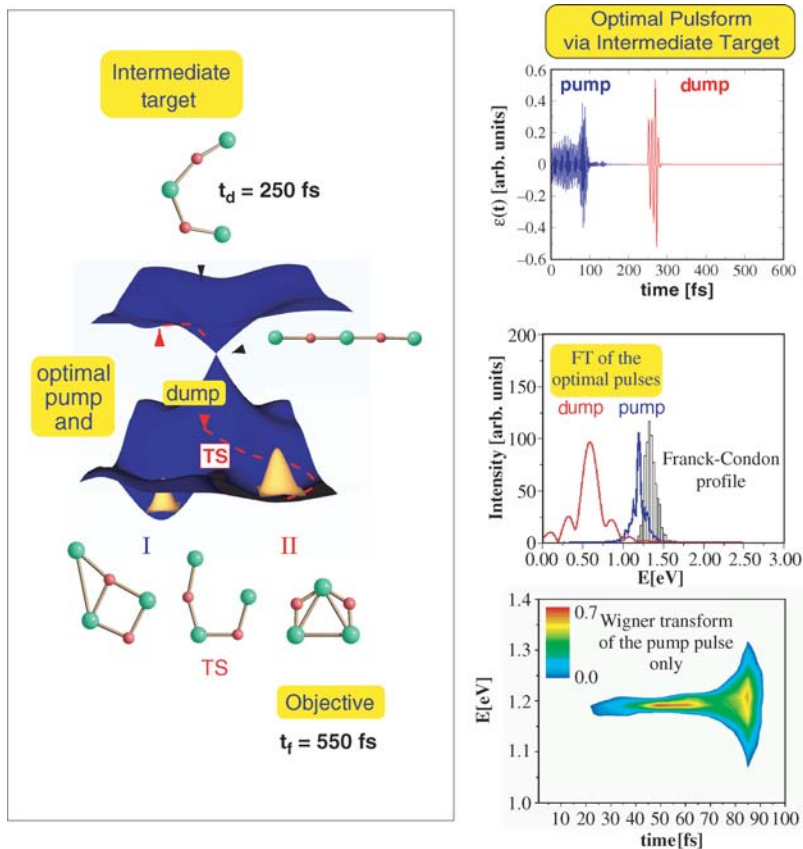 Intermediate
target
t_d = 250 fs
optimal
pump
and
dump
TS
I
II
TS
Objective
t_f = 550 fs
Optimal Pulsform
via Intermediate Target
pump
dump
ε(t) [arb. units]
0.6
0.4
0.2
0
−0.2
−0.4
−0.6
0 100 200 300 400 500 600
time [fs]
FT of the
optimal pulses
dump pump
Franck-Condon
profile
Intensity [arb. units]
200
150
100
50
0
0.00 0.50 1.00 1.50 2.00 2.50 3.00
E[eV]
0.7
0.0
Wigner transform
of the pump pulse
only
E[eV]
1.4
1.3
1.2
1.1
1.0
10 20 30 40 50 60 70 80 90 100
time[fs]